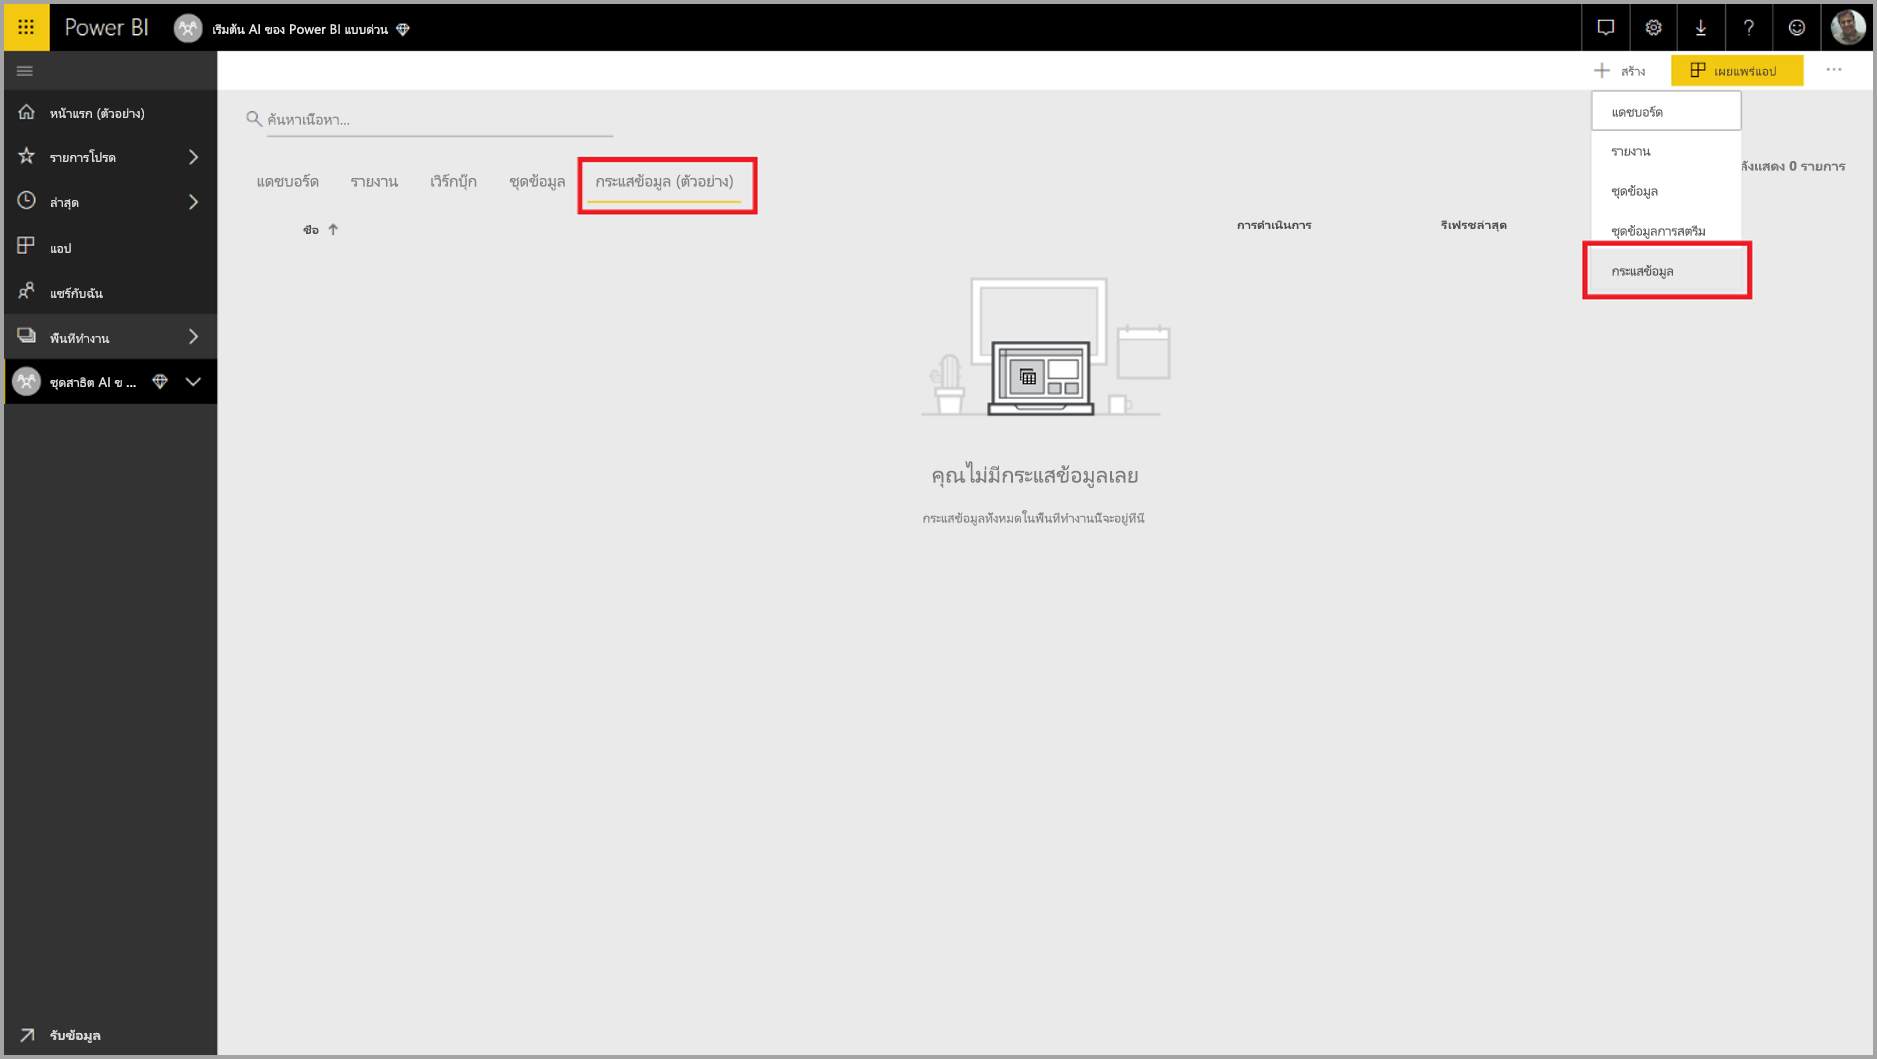 Power BI
เริ่มต้น AI ของ Power BI แบบด่วน
สร้าง
เผยแพร่แอป
หน้าแรก (ตัวอย่าง)
รายการโปรด
ล่าสุด
แอป
แชร์กับฉัน
พื้นที่ทำงาน
ชุดสาธิต AI ข ...
รับข้อมูล
ค้นหาเนื้อหา...
แดชบอร์ด
รายงาน
เวิร์กบุ๊ก
ชุดข้อมูล
กระแสข้อมูล (ตัวอย่าง)
ชื่อ
การดำเนินการ
รีเฟรชล่าสุด
ลังแสดง 0 รายการ
แดชบอร์ด
รายงาน
ชุดข้อมูล
ชุดข้อมูลการสตรีม
กระแสข้อมูล
คุณไม่มีกระแสข้อมูลเลย
กระแสข้อมูลทั้งหมดในพื้นที่ทำงานนี้จะอยู่ที่นี่